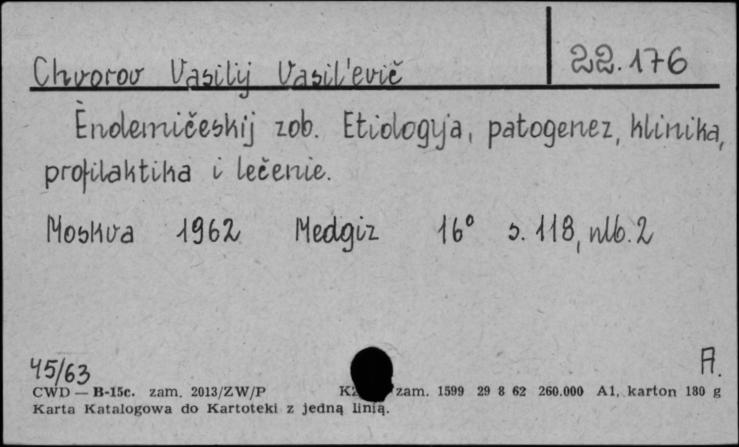 Chvorov Vasilij Vasil'evič
22.176
Èndemičeskij zob. Etiologija, patogenez, klinika,
profilaktika i lečenie.
Moskva 1962 Medgiz 16° s. 118, nlb. 2
45/63
A.
CWD — B-15c. zam. 2013/ZW/P zam. 1599 29 8 62 260.000 A1, karton 180 g
Karta Katalogowa do Kartoteki z jedną linią.